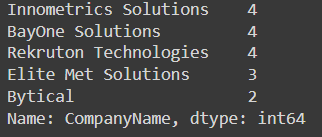 Innometrics Solutions 4
BayOne Solutions 4
Rekruton Technologies 4
Elite Met Solutions 3
Bytical 2
Name: CompanyName, dtype: int64